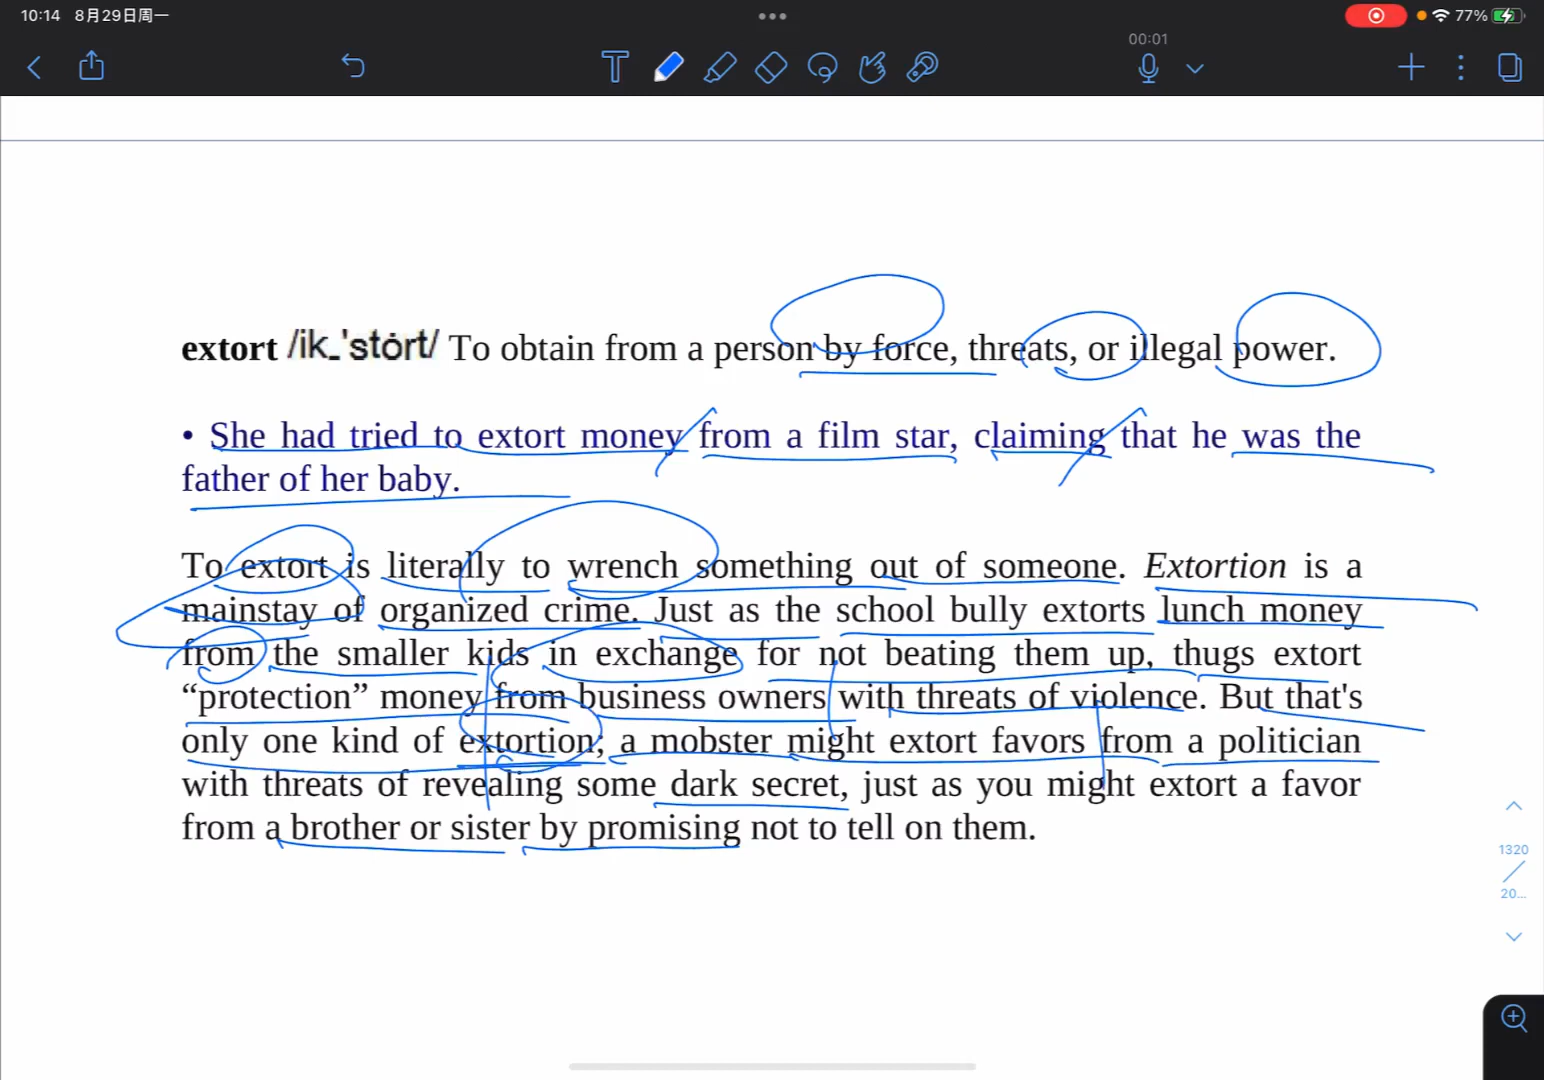 10:14 8月29日周一
77%
00:01
extort /ik-ˈstȯrt/ To obtain from a person by force, threats, or illegal power.
• She had tried to extort money from a film star, claiming that he was the
father of her baby.
To extort is literally to wrench something out of someone. Extortion is a
mainstay of organized crime. Just as the school bully extorts lunch money
from the smaller kids in exchange for not beating them up, thugs extort
“protection” money from business owners with threats of violence. But that's
only one kind of extortion; a mobster might extort favors from a politician
with threats of revealing some dark secret, just as you might extort a favor
from a brother or sister by promising not to tell on them.
1320
20...